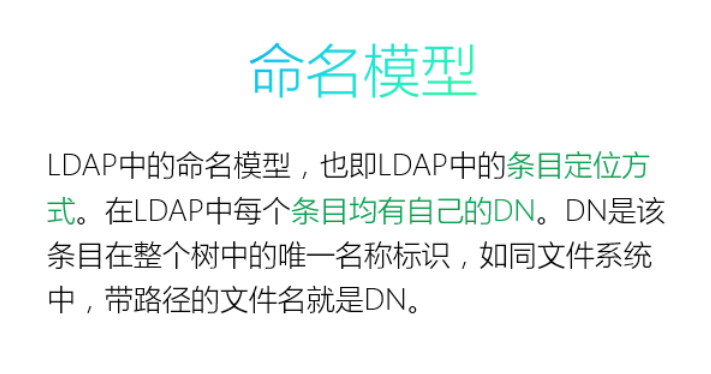 命名模型
LDAP中的命名模型，也即LDAP中的条目定位方
式。在LDAP中每个条目均有自己的DN。DN是该
条目在整个树中的唯一名称标识，如同文件系统
中，带路径的文件名就是DN。